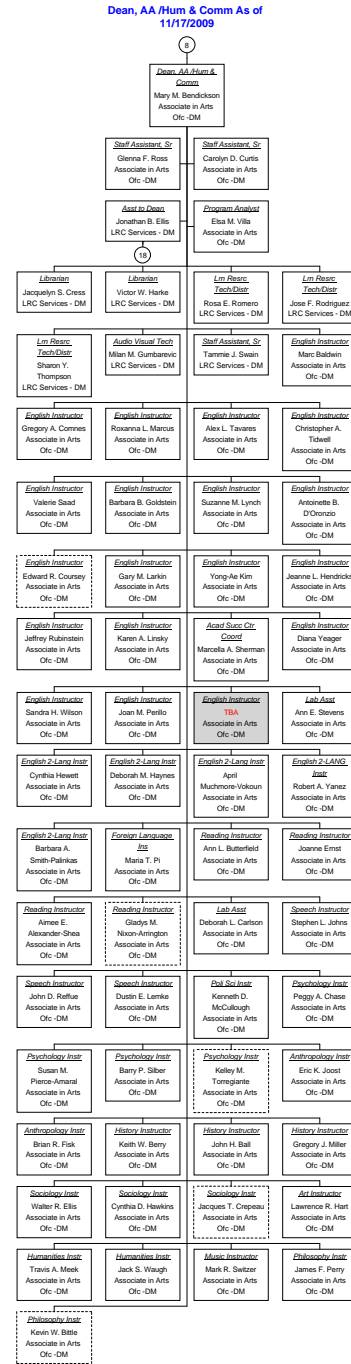 Dean, AA /Hum & Comm As of
11/17/2009
8
Dean, AA /Hum &
Comm
Mary M. Bendickson
Associate in Arts
Ofc -DM
Staff Assistant, Sr
Glenna F. Ross
Associate in Arts
Ofc -DM
Staff Assistant, Sr
Carolyn D. Curtis
Associate in Arts
Ofc -DM
Asst to Dean
Jonathan B. Ellis
LRC Services - DM
Program Analyst
Elsa M. Villa
Associate in Arts
Ofc -DM
18
Librarian
Jacquelyn S. Cress
LRC Services - DM
Librarian
Victor W. Harke
LRC Services - DM
Lrn Resrc
Tech/Distr
Rosa E. Romero
LRC Services - DM
Lrn Resrc
Tech/Distr
Jose F. Rodriguez
LRC Services - DM
Lrn Resrc
Tech/Distr
Sharon Y.
Thompson
LRC Services - DM
Audio Visual Tech
Milan M. Gumbarevic
LRC Services - DM
Staff Assistant, Sr
Tammie J. Swain
LRC Services - DM
English Instructor
Marc Baldwin
Associate in Arts
Ofc -DM
English Instructor
Gregory A. Comnes
Associate in Arts
Ofc -DM
English Instructor
Roxanna L. Marcus
Associate in Arts
Ofc -DM
English Instructor
Alex L. Tavares
Associate in Arts
Ofc -DM
English Instructor
Christopher A.
Tidwell
Associate in Arts
Ofc -DM
English Instructor
Valerie Saad
Associate in Arts
Ofc -DM
English Instructor
Barbara B. Goldstein
Associate in Arts
Ofc -DM
English Instructor
Suzanne M. Lynch
Associate in Arts
Ofc -DM
English Instructor
Antoinette B.
D'Oronzio
Associate in Arts
Ofc -DM
English Instructor
Edward R. Coursey
Associate in Arts
Ofc -DM
English Instructor
Gary M. Larkin
Associate in Arts
Ofc -DM
English Instructor
Yong-Ae Kim
Associate in Arts
Ofc -DM
English Instructor
Jeanne L. Hendricks
Associate in Arts
Ofc -DM
English Instructor
Jeffrey Rubinstein
Associate in Arts
Ofc -DM
English Instructor
Karen A. Linsky
Associate in Arts
Ofc -DM
Acad Succ Ctr
Coord
Marcella A. Sherman
Associate in Arts
Ofc -DM
English Instructor
Diana Yeager
Associate in Arts
Ofc -DM
English Instructor
Sandra H. Wilson
Associate in Arts
Ofc -DM
English Instructor
Joan M. Perillo
Associate in Arts
Ofc -DM
English Instructor
TBA
Associate in Arts
Ofc -DM
Lab Asst
Ann E. Stevens
Associate in Arts
Ofc -DM
English 2-Lang Instr
Cynthia Hewett
Associate in Arts
Ofc -DM
English 2-Lang Instr
Deborah M. Haynes
Associate in Arts
Ofc -DM
English 2-Lang Instr
April
Muchmore-Vokoun
Associate in Arts
Ofc -DM
English 2-LANG
Instr
Robert A. Yanez
Associate in Arts
Ofc -DM
English 2-Lang Instr
Barbara A.
Smith-Palinkas
Associate in Arts
Ofc -DM
Foreign Language
Ins
Maria T. Pi
Associate in Arts
Ofc -DM
Reading Instructor
Ann L. Butterfield
Associate in Arts
Ofc -DM
Reading Instructor
Joanne Ernst
Associate in Arts
Ofc -DM
Reading Instructor
Aimee E.
Alexander-Shea
Associate in Arts
Ofc -DM
Reading Instructor
Gladys M.
Nixon-Arrington
Associate in Arts
Ofc -DM
Lab Asst
Deborah L. Carlson
Associate in Arts
Ofc -DM
Speech Instructor
Stephen L. Johns
Associate in Arts
Ofc -DM
Speech Instructor
John D. Reffue
Associate in Arts
Ofc -DM
Speech Instructor
Dustin E. Lemke
Associate in Arts
Ofc -DM
Poli Sci Instr
Kenneth D.
McCullough
Associate in Arts
Ofc -DM
Psychology Instr
Peggy A. Chase
Associate in Arts
Ofc -DM
Psychology Instr
Susan M.
Pierce-Amaral
Associate in Arts
Ofc -DM
Psychology Instr
Barry P. Silber
Associate in Arts
Ofc -DM
Psychology Instr
Kelley M.
Torregiante
Associate in Arts
Ofc -DM
Anthropology Instr
Eric K. Joost
Associate in Arts
Ofc -DM
Anthropology Instr
Brian R. Fisk
Associate in Arts
Ofc -DM
History Instructor
Keith W. Berry
Associate in Arts
Ofc -DM
History Instructor
John H. Ball
Associate in Arts
Ofc -DM
History Instructor
Gregory J. Miller
Associate in Arts
Ofc -DM
Sociology Instr
Walter R. Ellis
Associate in Arts
Ofc -DM
Sociology Instr
Cynthia D. Hawkins
Associate in Arts
Ofc -DM
Sociology Instr
Jacques T. Crepeau
Associate in Arts
Ofc -DM
Art Instructor
Lawrence R. Hart
Associate in Arts
Ofc -DM
Humanities Instr
Travis A. Meek
Associate in Arts
Ofc -DM
Humanities Instr
Jack S. Waugh
Associate in Arts
Ofc -DM
Music Instructor
Mark R. Switzer
Associate in Arts
Ofc -DM
Philosophy Instr
James F. Perry
Associate in Arts
Ofc -DM
Philosophy Instr
Kevin W. Bittle
Associate in Arts
Ofc -DM